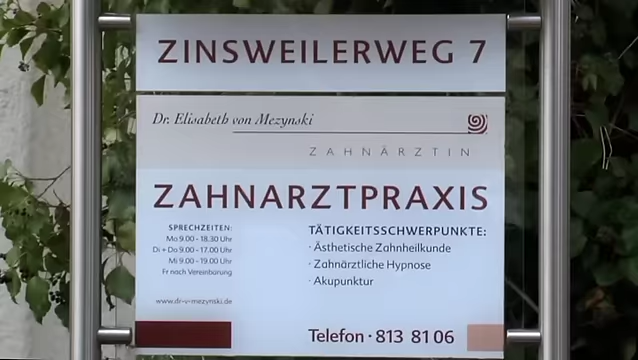 ZINSWEILERWEG 7
Dr. Elisabeth von Mezynski
ZAHNÄRZTIN
ZAHNARZTPRAXIS
SPRECHZEITEN:
Mo 9.00 - 18.30 Uhr
Di + Do 9.00 - 17.00 Uhr
Mi 9.00 - 19.00 Uhr
Fr nach Vereinbarung
www.dr-v-mezynski.de
TÄTIGKEITSSCHWERPUNKTE:
· Ästhetische Zahnheilkunde
· Zahnärztliche Hypnose
· Akupunktur
Telefon · 813 81 06